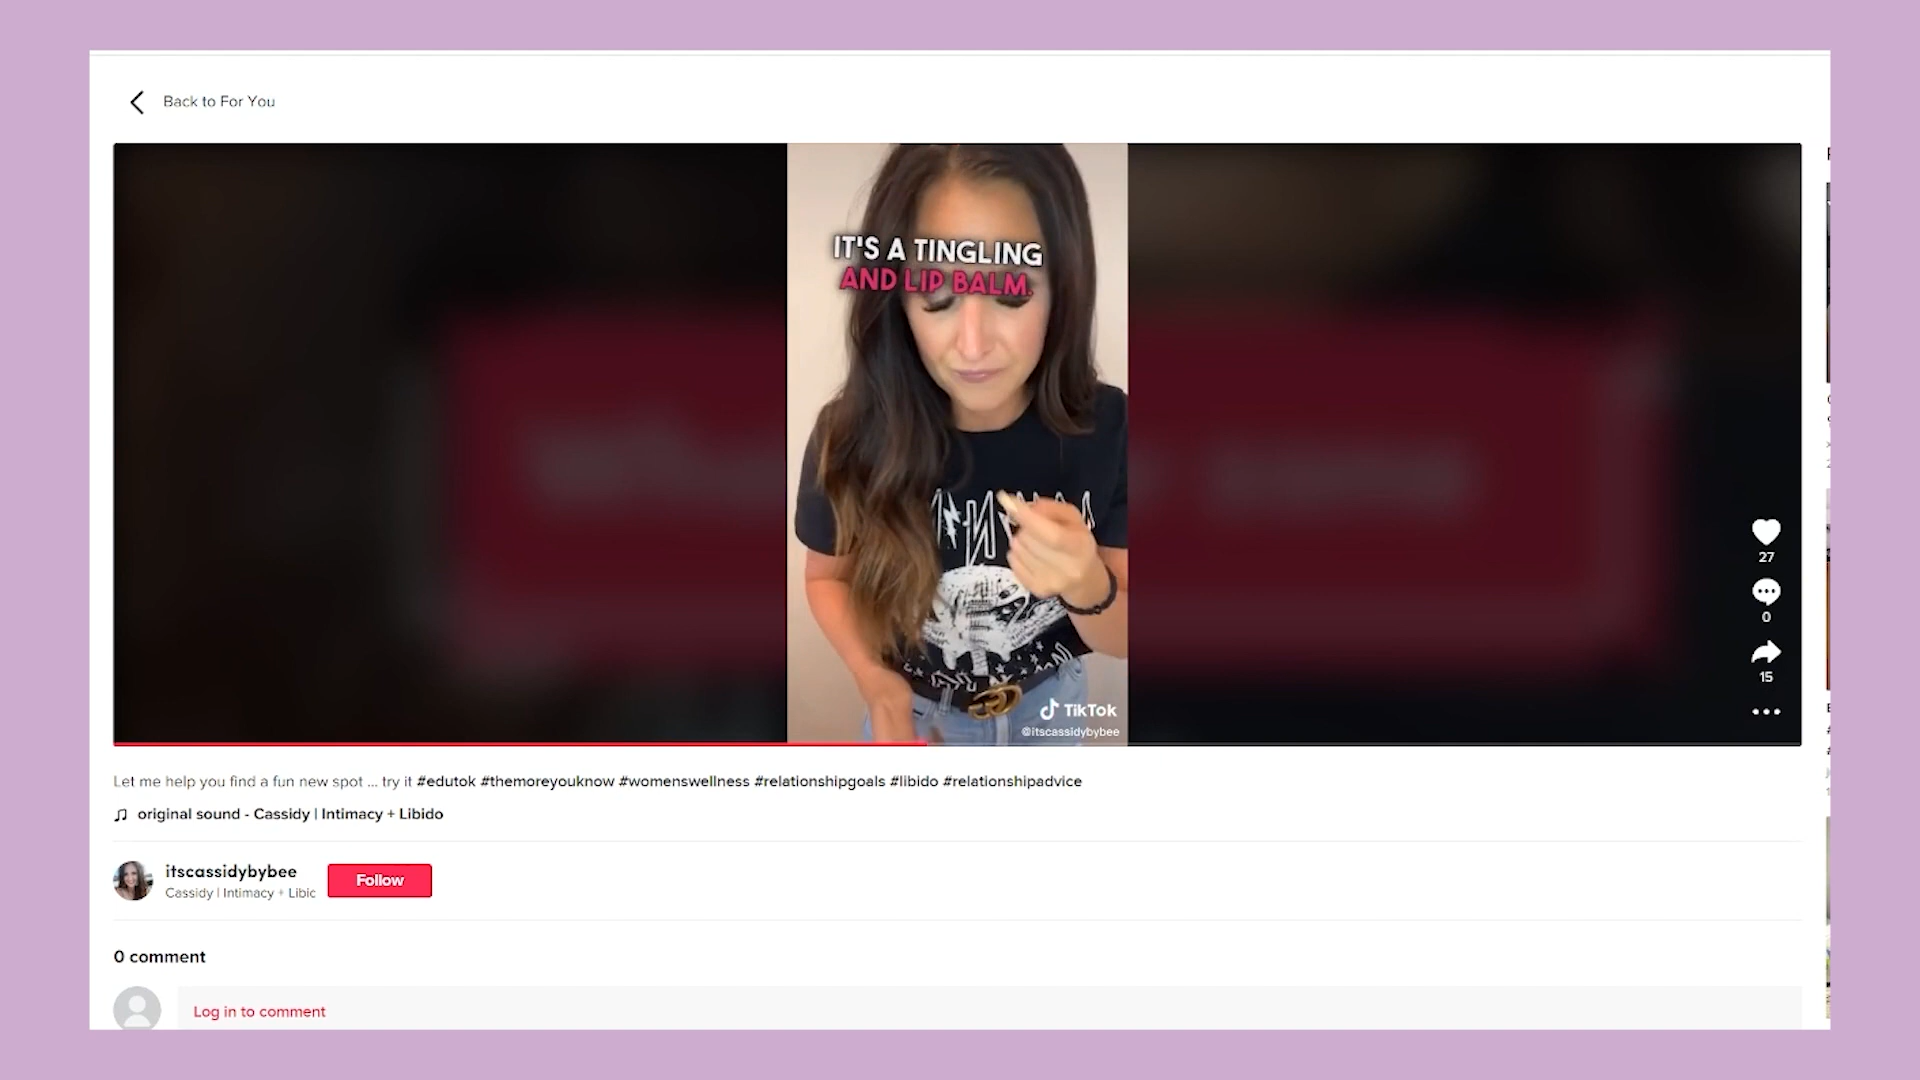 Back to For You
IT'S A TINGLING
AND LIP BALM.
27
0
15
TikTok
@itscassidybybee
Let me help you find a fun new spot ... try it #edutok #themoreyouknow #womenswellness #relationshipgoals #libido #relationshipadvice
original sound - Cassidy | Intimacy + Libido
itscassidybybee
Cassidy | Intimacy + Libic
Follow
0 comment
Log in to comment